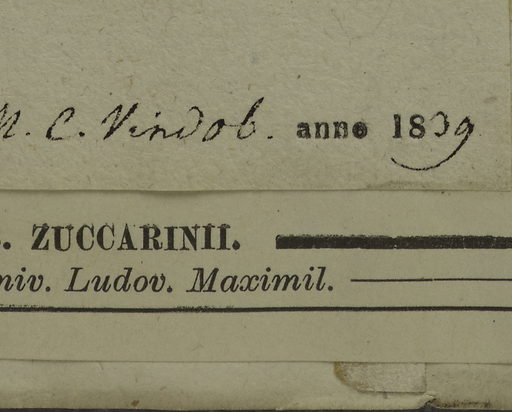 M. C. Vindob. anno 1839
. ZUCCARINII.
niv. Ludov. Maximil.